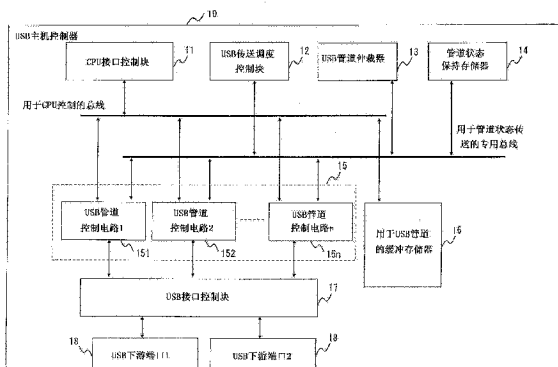 10
USB主机控制器
11
12
13
14
CPU接口控制块
USB传送调度
控制块
USB管道仲裁器
管道状态
保持存储器
用于CPU控制的总线
用于管道状态传
送的专用总线
15
USB管道
控制电路1
USB管道
控制电路2
USB管道
控制电路n
151
152
15n
用于USB管道
的缓冲存储器
16
USB接口控制块
17
18
USB下游端口1
USB下游端口2
18